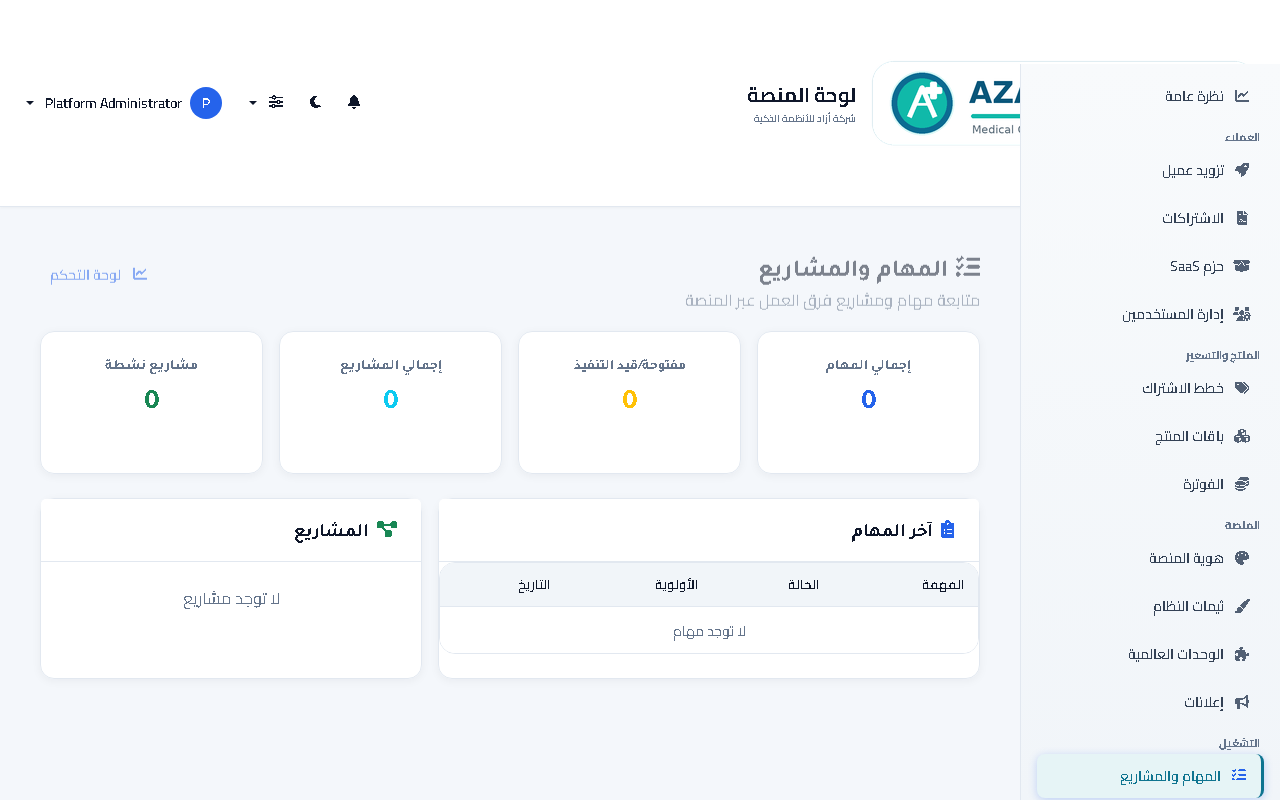 لوحة المنصة
شركة أزاد للأنظمة الذكية
Medical
P
Platform Administrator
نظرة عامة
العملاء
تزويد عميل
الاشتراكات
حزم SaaS
إدارة المستخدمين
المنتج والتسعير
خطط الاشتراك
باقات المنتج
الفوترة
المنصة
هوية المنصة
ثيمات النظام
الوحدات العالمية
إعلانات
التشغيل
المهام والمشاريع
المهام والمشاريع
متابعة مهام ومشاريع فرق العمل عبر المنصة
لوحة التحكم
إجمالي المهام
0
مفتوحة/قيد التنفيذ
0
إجمالي المشاريع
0
مشاريع نشطة
0
آخر المهام
المهمة الحالة الأولوية التاريخ
لا توجد مهام
المشاريع
لا توجد مشاريع